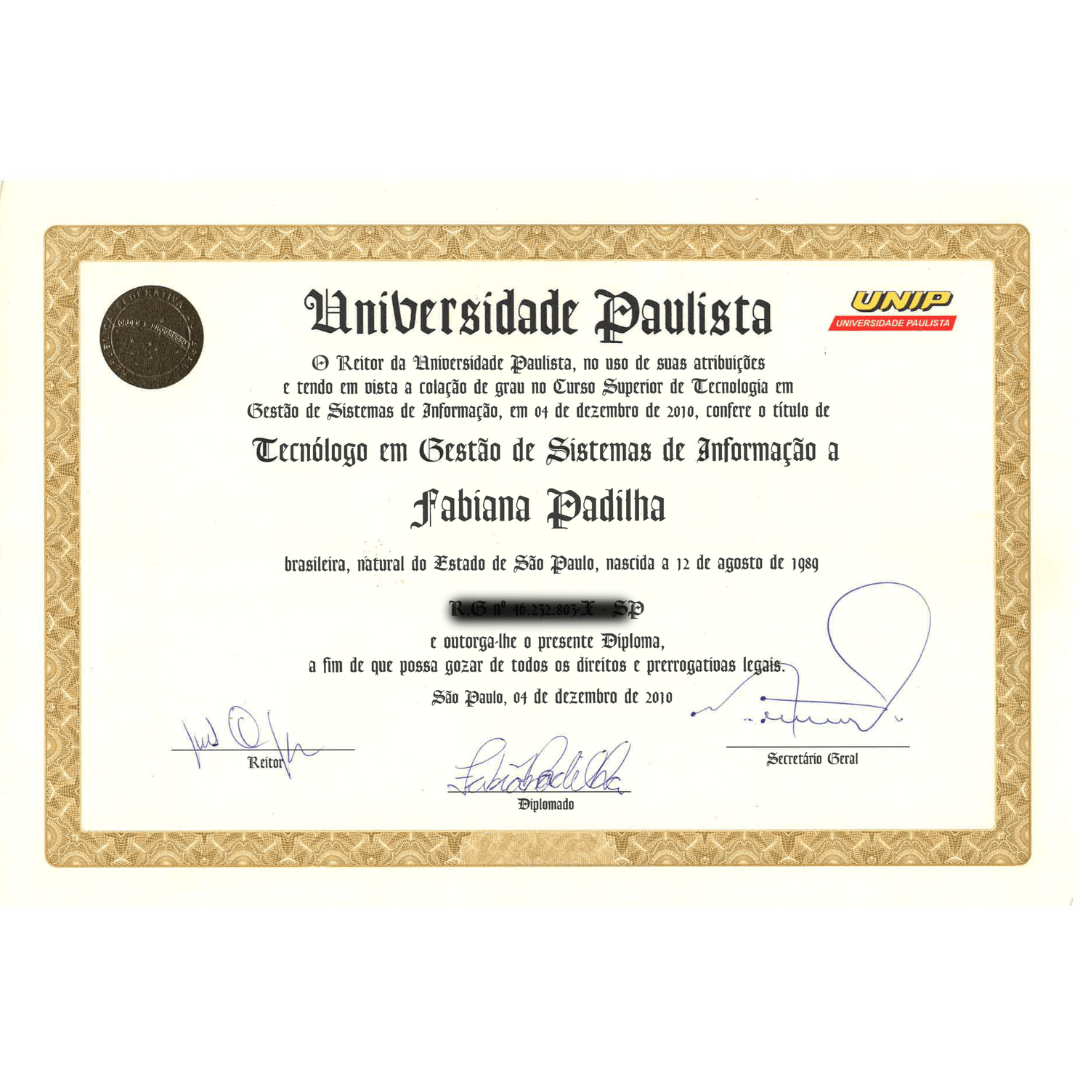 Universidade Paulista
UNIP
UNIVERSIDADE PAULISTA
O Reitor da Universidade Paulista, no uso de suas atribuições
e tendo em vista a colação de grau no Curso Superior de Tecnologia em
Gestão de Sistemas de Informação, em 04 de dezembro de 2010, confere o título de
Tecnólogo em Gestão de Sistemas de Informação a
Fabiana Padilha
brasileira, natural do Estado de São Paulo, nascida a 12 de agosto de 1989
R.G nº SP
e outorga-lhe o presente Diploma,
a fim de que possa gozar de todos os direitos e prerrogativas legais.
São Paulo, 04 de dezembro de 2010
Reitor
Secretário Geral
Diplomado